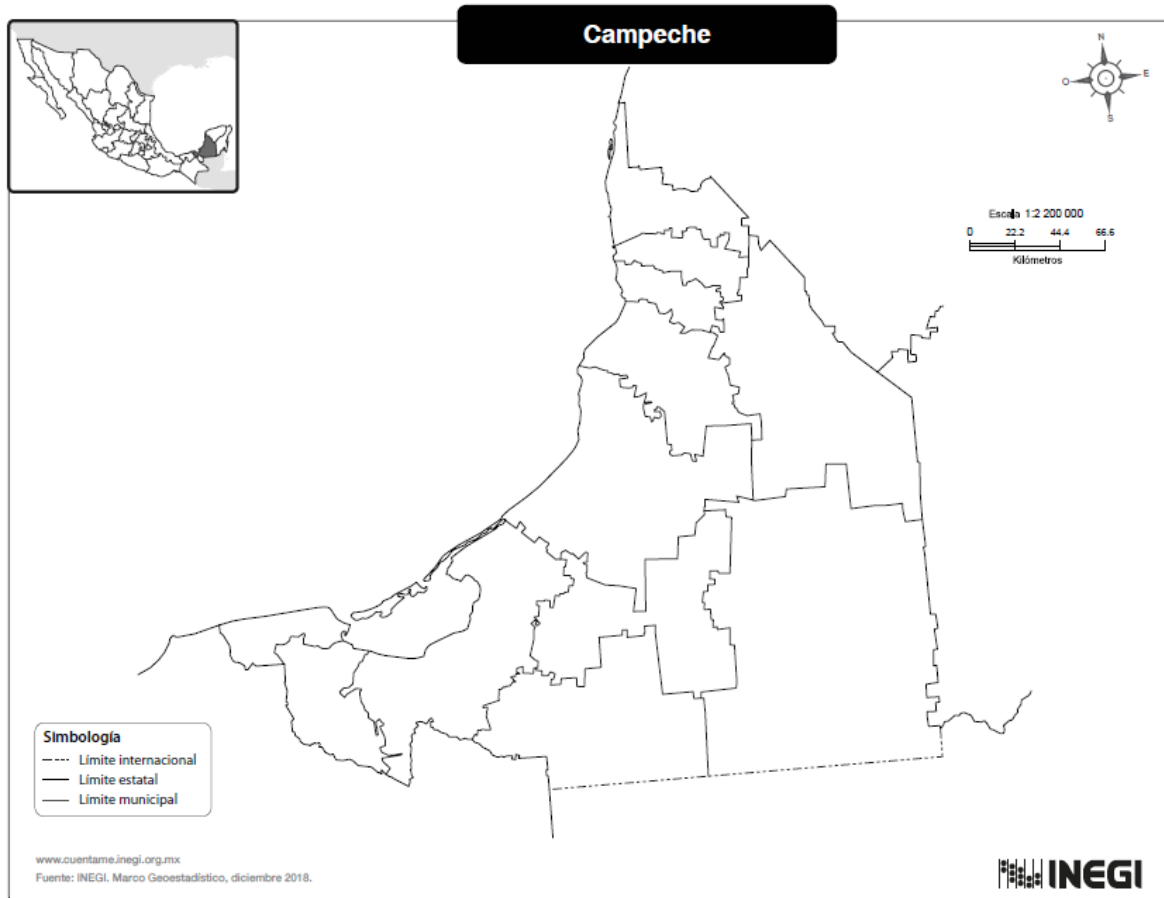 Campeche
N
O
E
S
Escala 1:2 200 000
0 22.2 44.4 66.6
Kilómetros
Simbología
Límite internacional
Límite estatal
Límite municipal
www.cuentame.inegi.org.mx
Fuente: INEGI. Marco Geoestadístico, diciembre 2018.
INEGI